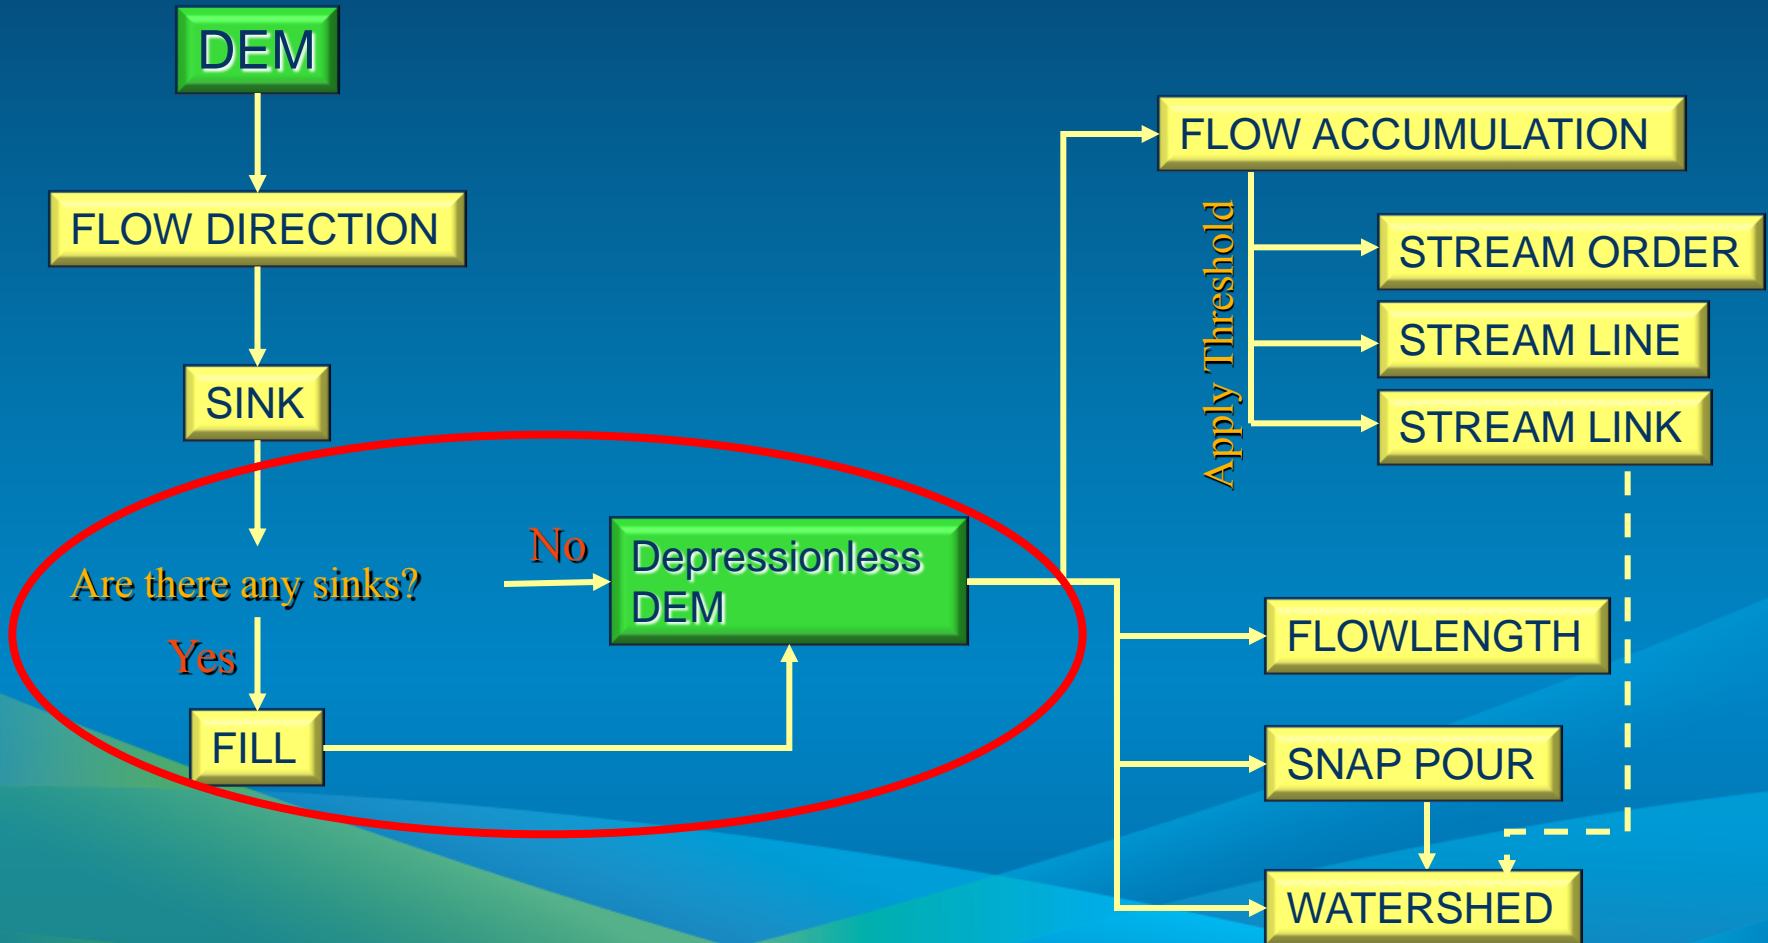 DEM
FLOW DIRECTION
SINK
Are there any sinks?
No
Yes
FILL
Depressionless
DEM
FLOW ACCUMULATION
Apply Threshold
STREAM ORDER
STREAM LINE
STREAM LINK
FLOWLENGTH
SNAP POUR
WATERSHED